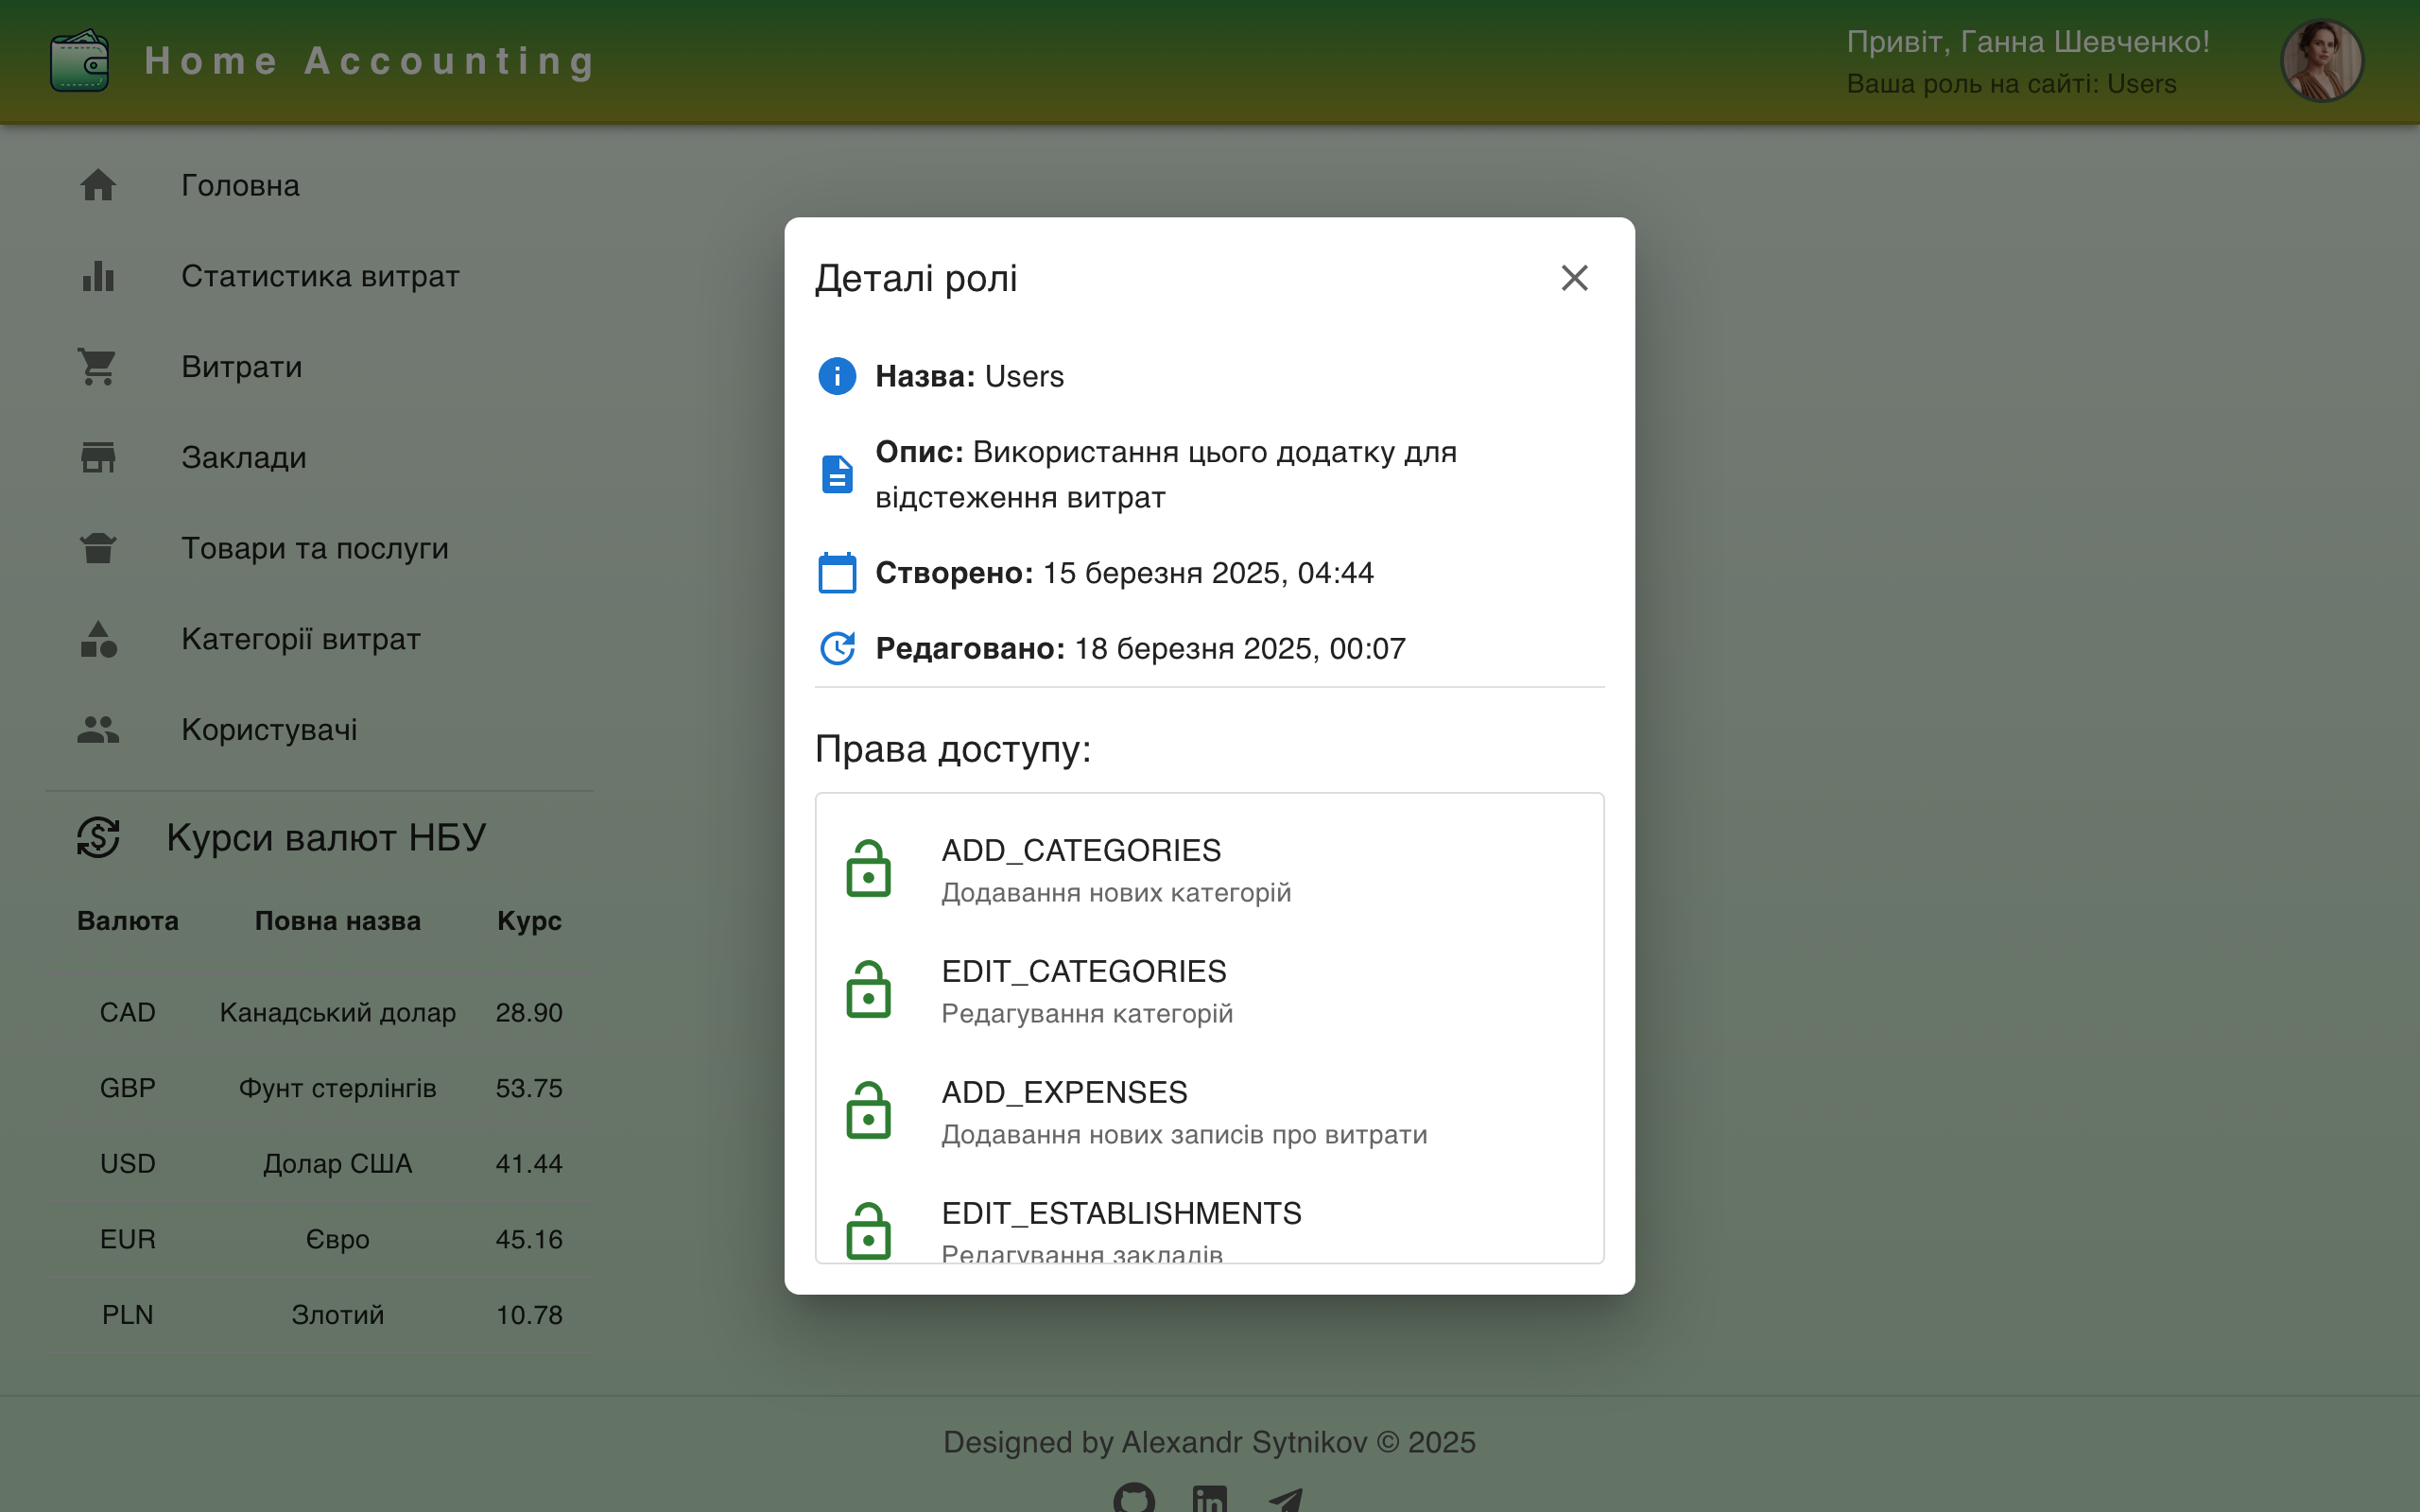 Home Accounting
Привіт, Ганна Шевченко!
Ваша роль на сайті: Users
Головна
Статистика витрат
Витрати
Заклади
Товари та послуги
Категорії витрат
Користувачі
Курси валют НБУ
Валюта Повна назва Курс
CAD Канадський долар 28.90
GBP Фунт стерлінгів 53.75
USD Долар США 41.44
EUR Євро 45.16
PLN Злотий 10.78
Деталі ролі
Назва: Users
Опис: Використання цього додатку для
відстеження витрат
Створено: 15 березня 2025, 04:44
Редаговано: 18 березня 2025, 00:07
Права доступу:
ADD_CATEGORIES
Додавання нових категорій
EDIT_CATEGORIES
Редагування категорій
ADD_EXPENSES
Додавання нових записів про витрати
EDIT_ESTABLISHMENTS
Редагування закладів
Designed by Alexandr Sytnikov © 2025